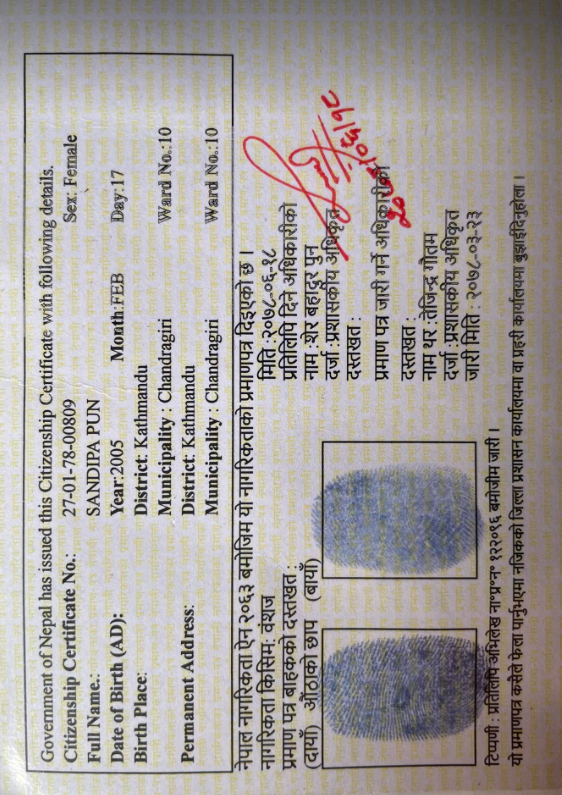 Government of Nepal has issued this Citizenship Certificate with following details.
Citizenship Certificate No.: 27-01-78-00809 Sex: Female
Full Name.: SANDIPA PUN
Date of Birth (AD): Year:2005 Month:FEB Day:17
Birth Place: District: Kathmandu
Municipality : Chandragiri Ward No.:10
Permanent Address: District: Kathmandu
Municipality : Chandragiri Ward No.:10
नेपाल नागरिकता ऐन २०६३ बमोजिम यो नागरिकताको प्रमाणपत्र दिइएको छ ।
नागरिकता किसिम: वंशज
मिति :२०७८-०६-१८
प्रमाण पत्र बाहकको दस्तखत :
प्रतिलिपि दिने अधिकारीको
(दायाँ) औंठाको छाप (बायाँ)
नाम :शेर बहादुर पुन
दर्जा :प्रशासकीय अधिकृत
दस्तखत :
प्रमाण पत्र जारी गर्ने अधिकारीको
दस्तखत :
नाम थर :तेजिन्द्र गौतम
दर्जा :प्रशासकीय अधिकृत
जारी मिति : २०७८-०३-२३
टिप्पणी : प्रतिलिपि अभिलेख ना॰प्र॰न॰ १२२०९६ बमोजीम जारी ।
यो प्रमाणपत्र कसैले फेला पार्नुभएमा नजिकको जिल्ला प्रशासन कार्यालयमा वा प्रहरी कार्यालयमा बुझाईदिनुहोला ।